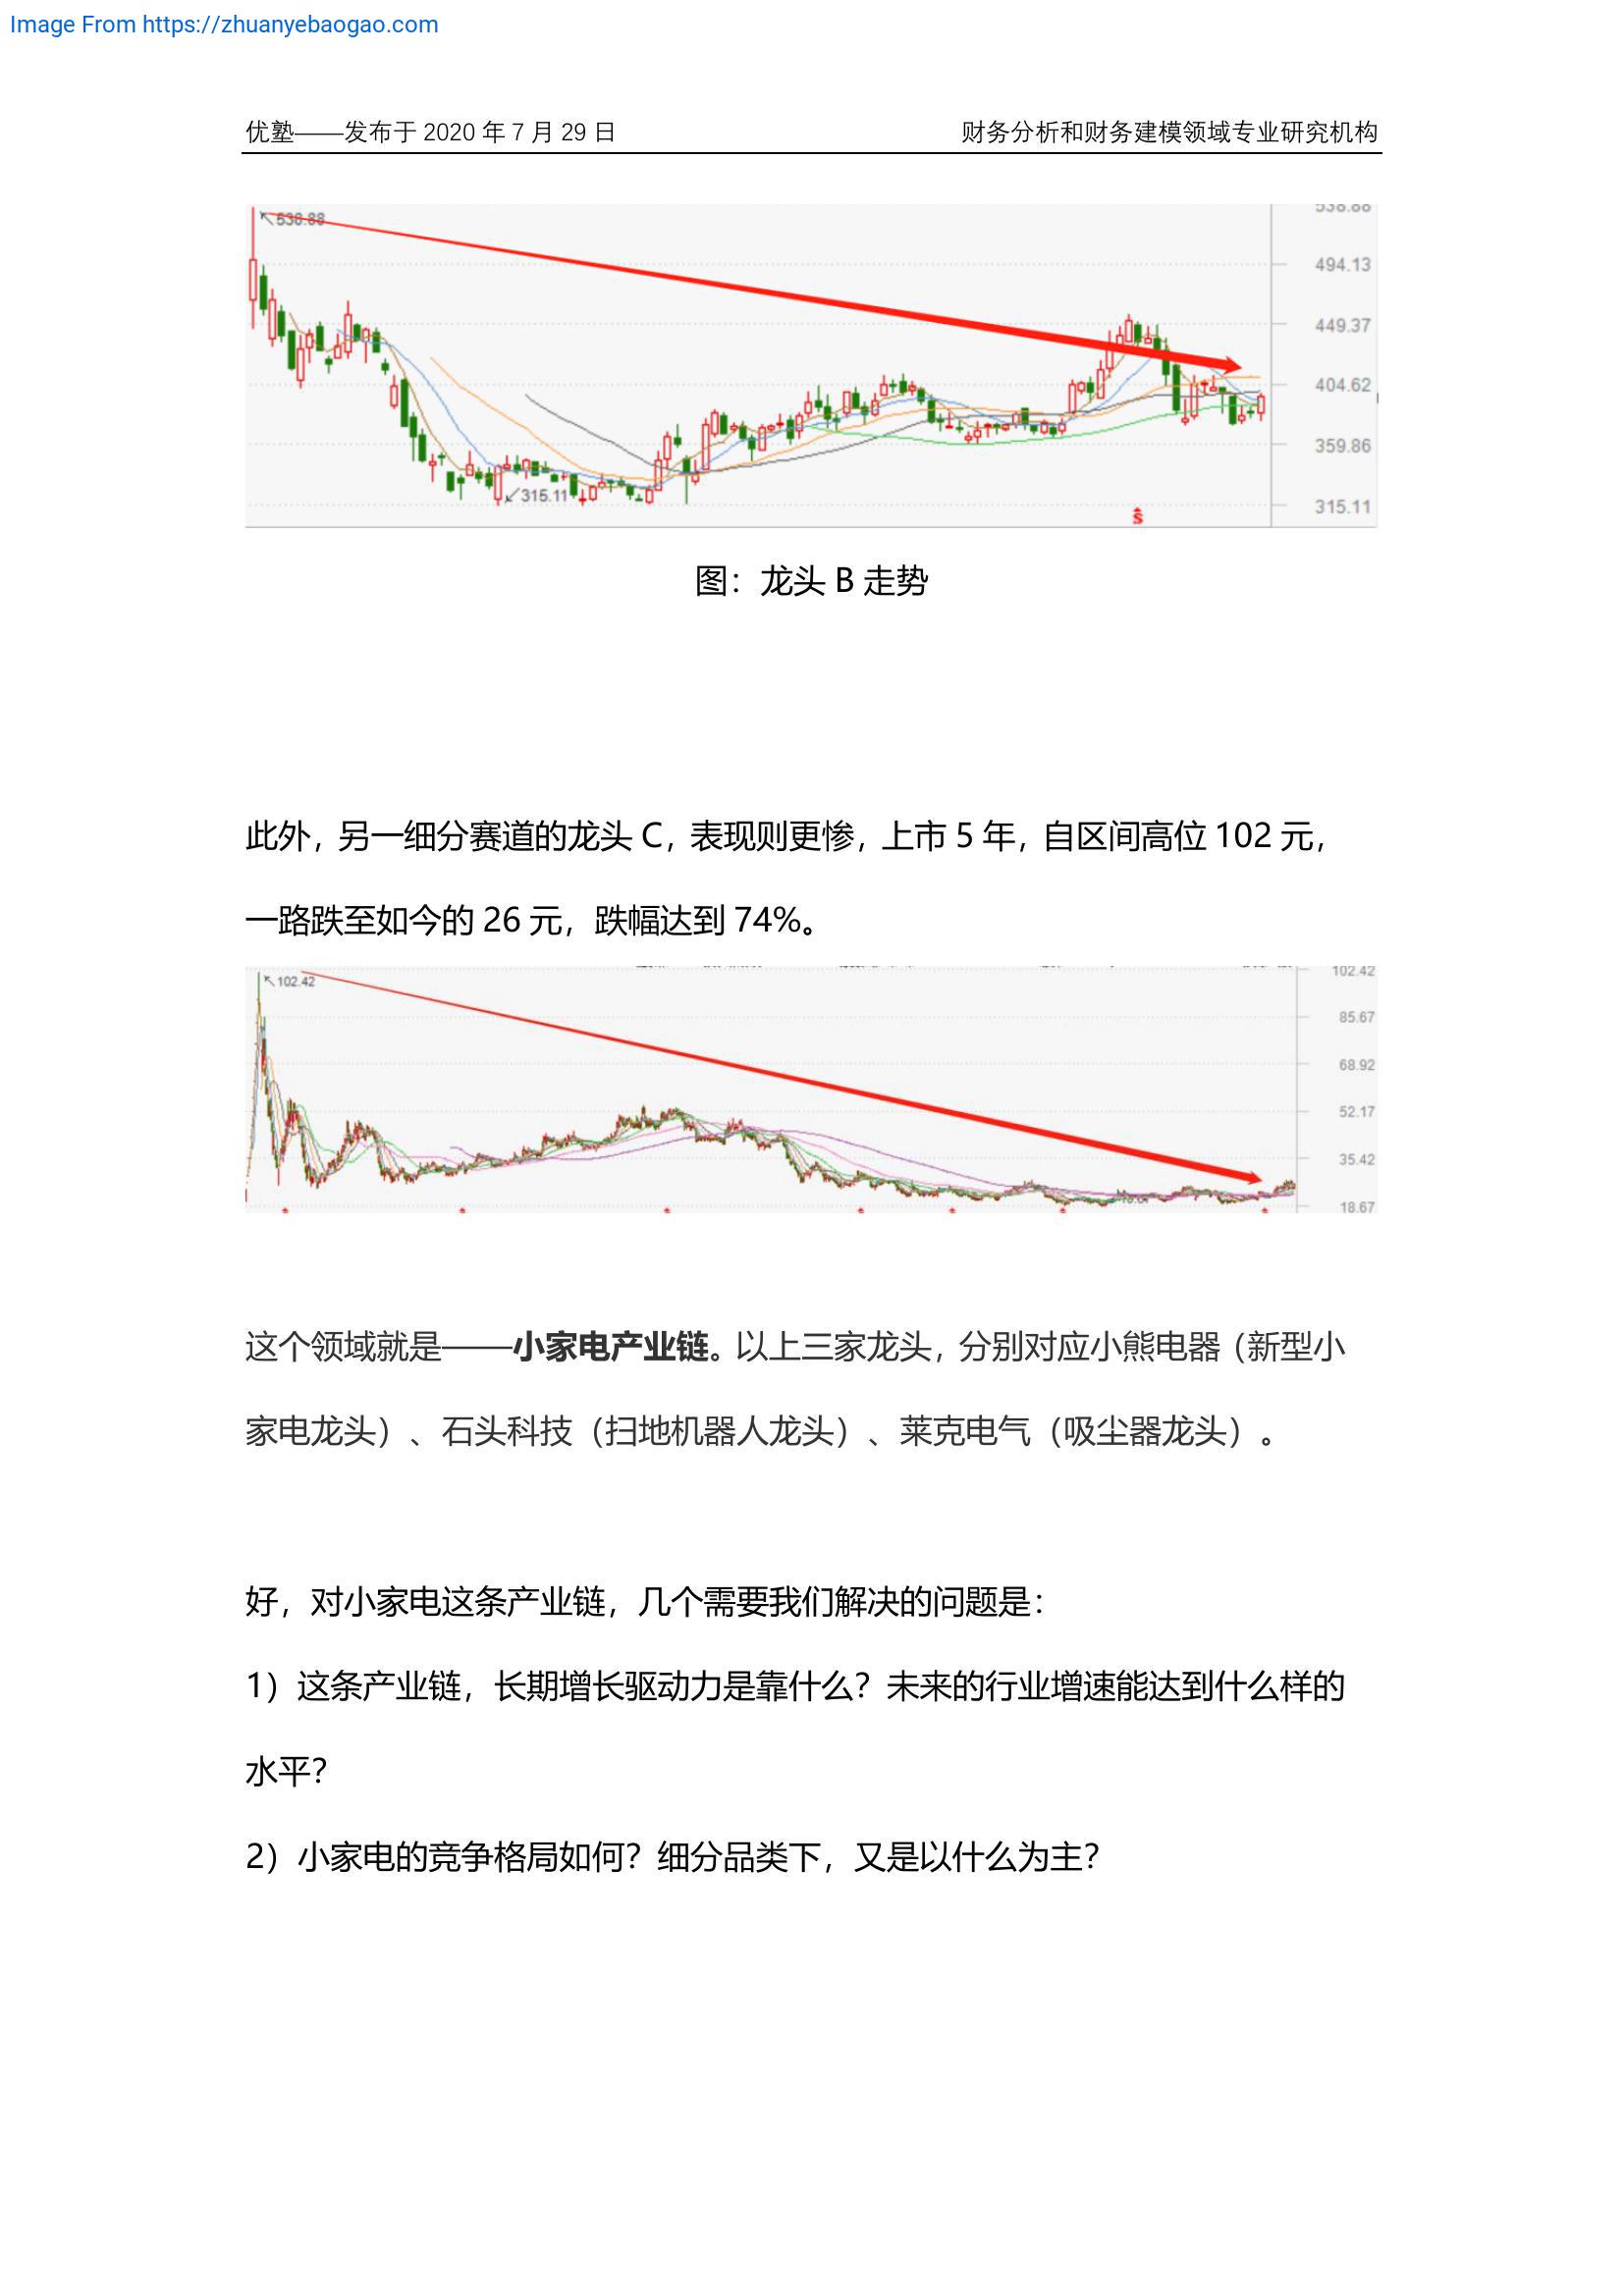 Image From https://zhuanyebaogao.com
优塾——发布于 2020 年 7 月 29 日
财务分析和财务建模领域专业研究机构
538.88
538.88
494.13
449.37
404.62
359.86
315.11
315.11
S
图：龙头 B 走势
此外，另一细分赛道的龙头 C，表现则更惨，上市 5 年，自区间高位 102 元，
一路跌至如今的 26 元，跌幅达到 74%。
102.42
102.42
85.67
68.92
52.17
35.42
18.67
这个领域就是——小家电产业链。以上三家龙头，分别对应小熊电器（新型小
家电龙头）、石头科技（扫地机器人龙头）、莱克电气（吸尘器龙头）。
好，对小家电这条产业链，几个需要我们解决的问题是：
1）这条产业链，长期增长驱动力是靠什么？未来的行业增速能达到什么样的
水平？
2）小家电的竞争格局如何？细分品类下，又是以什么为主？